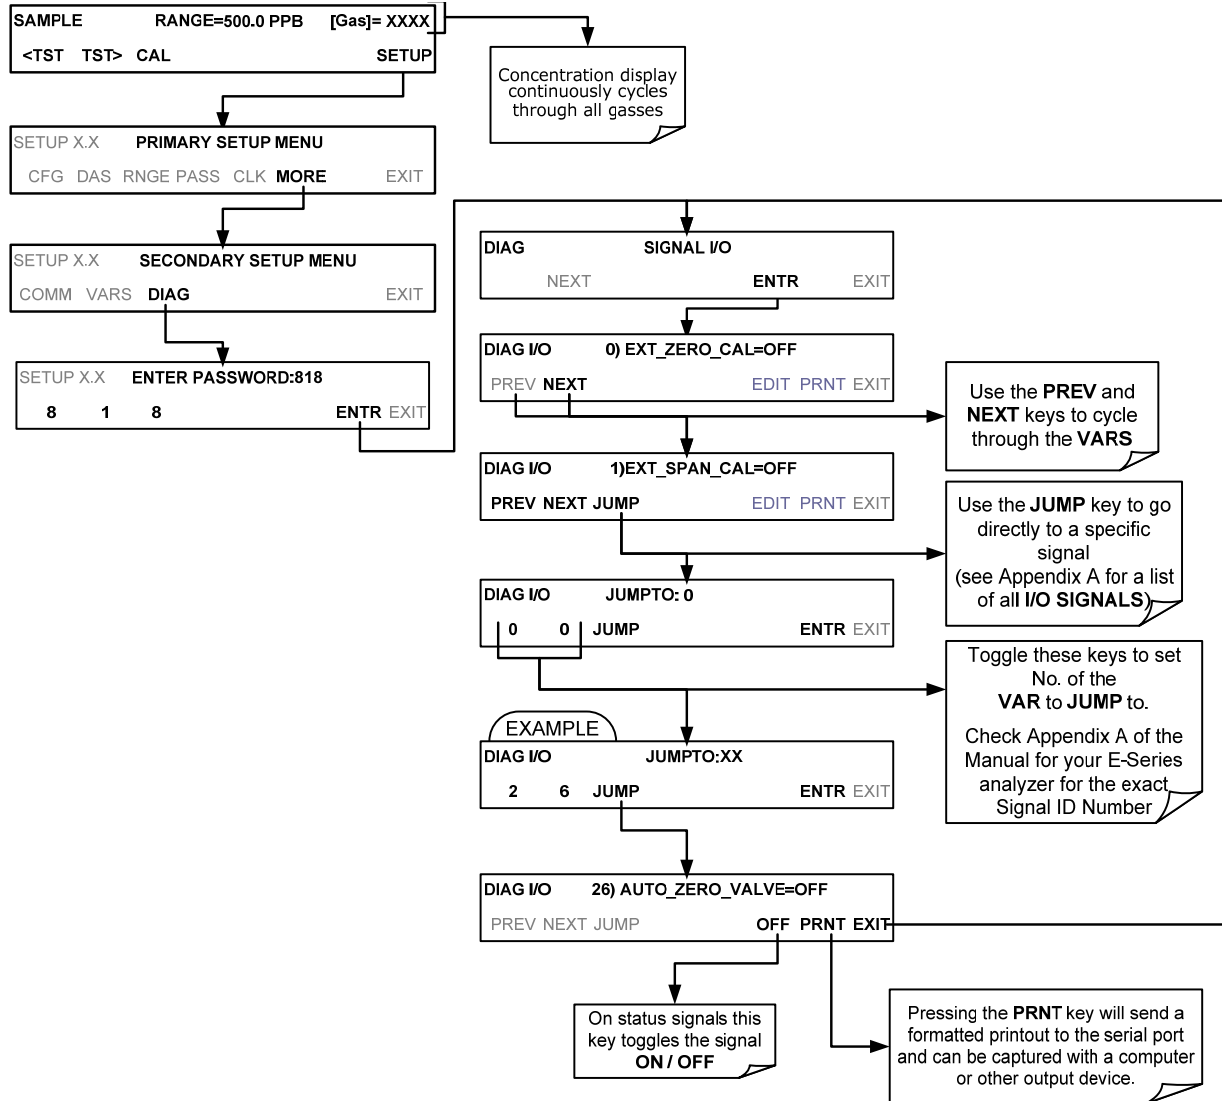 SAMPLE RANGE=500.0 PPB [Gas]= XXXX
<TST TST> CAL SETUP
Concentration display
continuously cycles
through all gasses
SETUP X.X PRIMARY SETUP MENU
CFG DAS RNGE PASS CLK MORE EXIT
SETUP X.X SECONDARY SETUP MENU
COMM VARS DIAG EXIT
SETUP X.X ENTER PASSWORD:818
8 1 8 ENTR EXIT
DIAG SIGNAL I/O
NEXT ENTR EXIT
DIAG I/O 0) EXT_ZERO_CAL=OFF
PREV NEXT EDIT PRNT EXIT
Use the PREV and
NEXT keys to cycle
through the VARS
DIAG I/O 1)EXT_SPAN_CAL=OFF
PREV NEXT JUMP EDIT PRNT EXIT
Use the JUMP key to go
directly to a specific
signal
(see Appendix A for a list
of all I/O SIGNALS)
DIAG I/O JUMPTO: 0
0 0 JUMP ENTR EXIT
Toggle these keys to set
No. of the
VAR to JUMP to.
Check Appendix A of the
Manual for your E-Series
analyzer for the exact
Signal ID Number
EXAMPLE
DIAG I/O JUMPTO:XX
2 6 JUMP ENTR EXIT
DIAG I/O 26) AUTO_ZERO_VALVE=OFF
PREV NEXT JUMP OFF PRNT EXIT
On status signals this
key toggles the signal
ON / OFF
Pressing the PRNT key will send a
formatted printout to the serial port
and can be captured with a computer
or other output device.